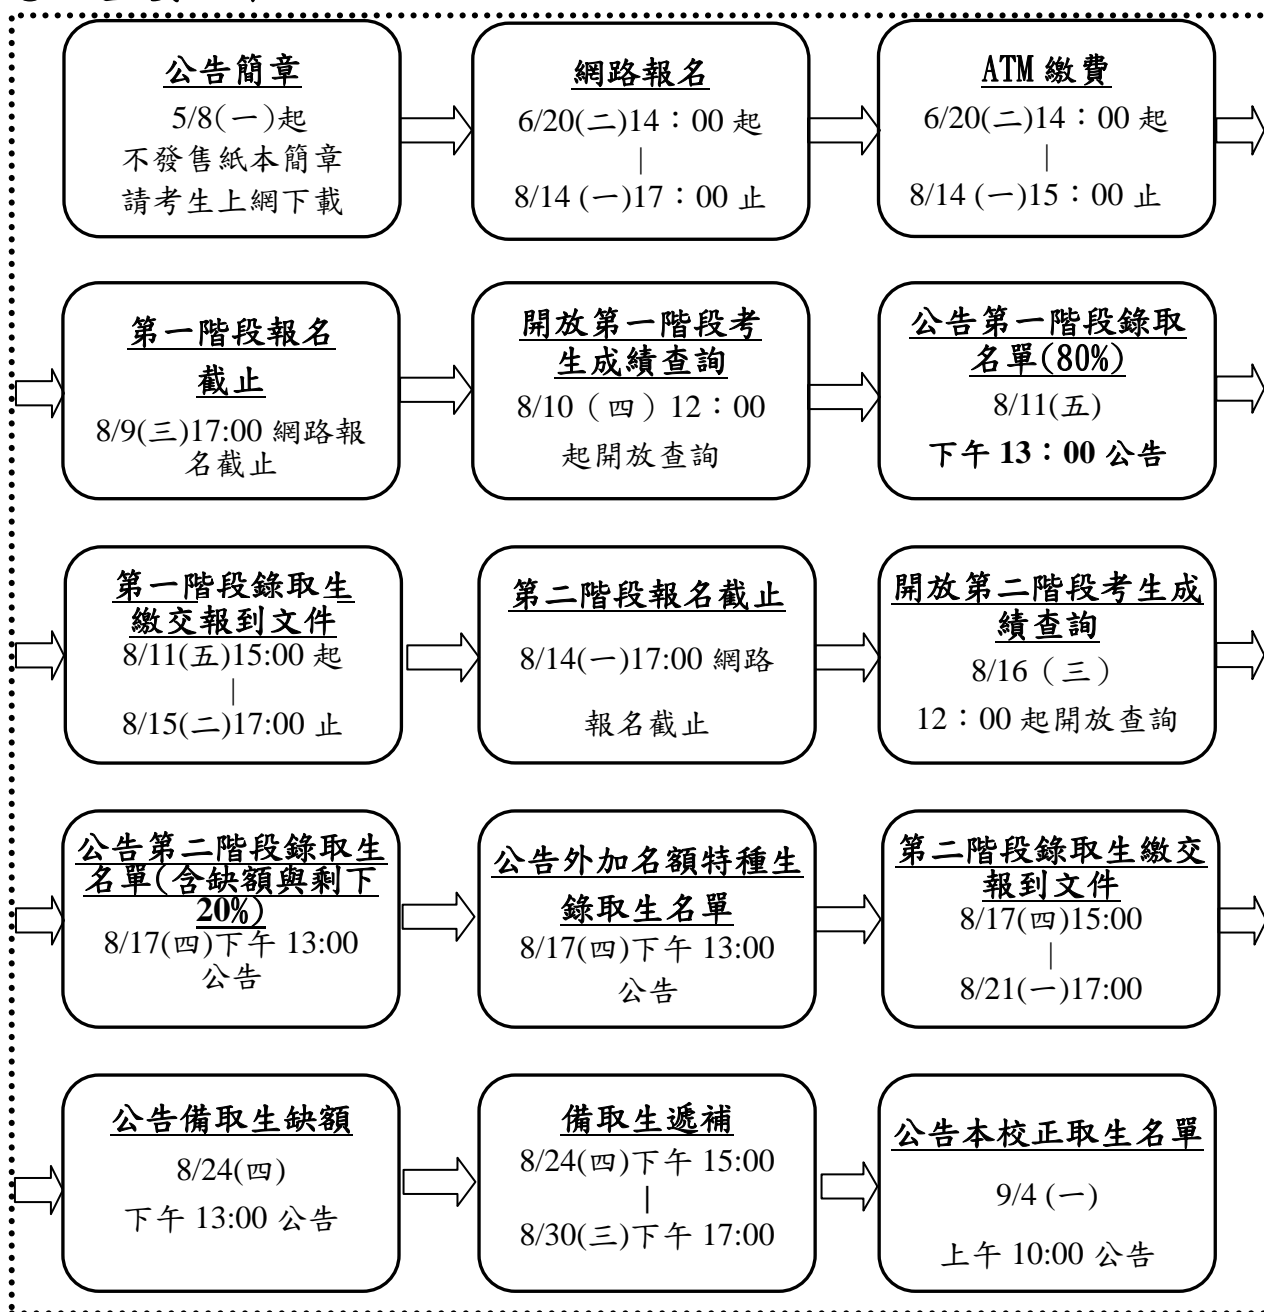 公告簡章
5/8(一)起
不發售紙本簡章
請考生上網下載
網路報名
6/20(二)14：00 起
|
8/14 (一)17：00 止
ATM 繳費
6/20(二)14：00 起
|
8/14 (一)15：00 止
第一階段報名
截止
8/9(三)17:00 網路報
名截止
開放第一階段考
生成績查詢
8/10（四）12：00
起開放查詢
公告第一階段錄取
名單(80%)
8/11(五)
下午 13：00 公告
第一階段錄取生
繳交報到文件
8/11(五)15:00 起
|
8/15(二)17:00 止
第二階段報名截止
8/14(一)17:00 網路
報名截止
開放第二階段考生成
績查詢
8/16（三）
12：00 起開放查詢
公告第二階段錄取生
名單(含缺額與剩下
20%)
8/17(四)下午 13:00
公告
公告外加名額特種生
錄取生名單
8/17(四)下午 13:00
公告
第二階段錄取生繳交
報到文件
8/17(四)15:00
|
8/21(一)17:00
公告備取生缺額
8/24(四)
下午 13:00 公告
備取生遞補
8/24(四)下午 15:00
|
8/30(三)下午 17:00
公告本校正取生名單
9/4 (一)
上午 10:00 公告